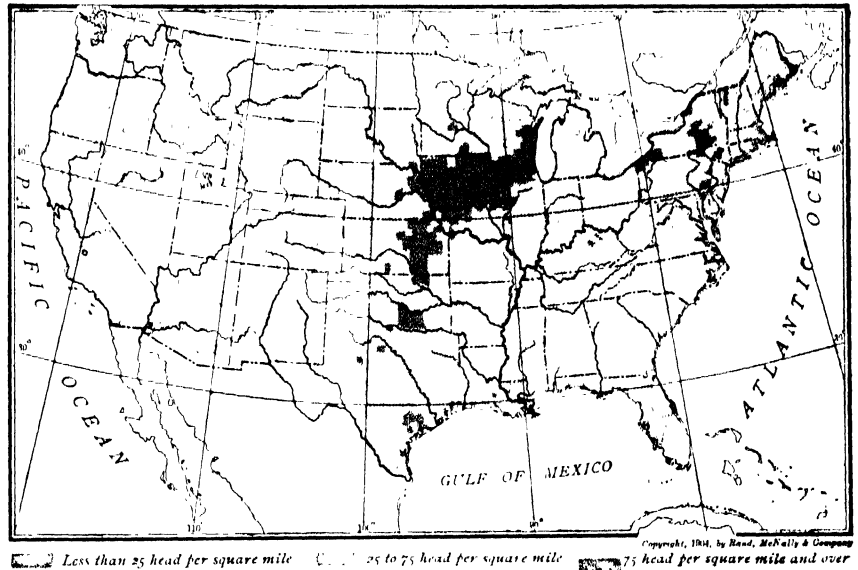 PACIFIC
OCEAN
ATLANTIC
OCEAN
GULF OF MEXICO
Copyright, 1904, by Rand, McNally & Company
Less than 25 head per square mile
25 to 75 head per square mile
75 head per square mile and over